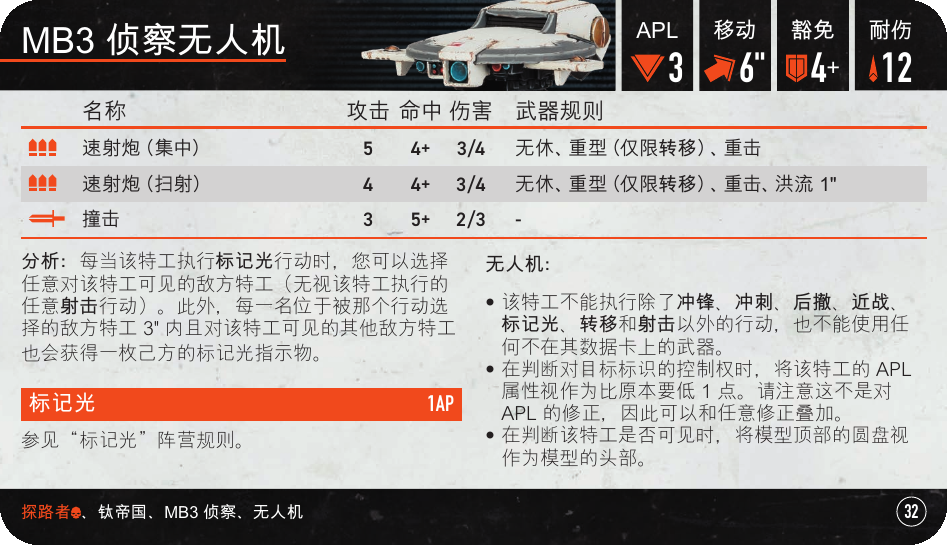 MB3 侦察无人机
APL 移动 豁免 耐伤
3 6" 4+ 12
名称 攻击 命中 伤害 武器规则
速射炮（集中） 5 4+ 3/4 无休、重型（仅限转移）、重击
速射炮（扫射） 4 4+ 3/4 无休、重型（仅限转移）、重击、洪流 1"
撞击 3 5+ 2/3 -
分析：每当该特工执行标记光行动时，您可以选择
任意对该特工可见的敌方特工（无视该特工执行的
任意射击行动）。此外，每一名位于被那个行动选
择的敌方特工 3" 内且对该特工可见的其他敌方特工
也会获得一枚己方的标记光指示物。
标记光 1AP
参见“标记光”阵营规则。
无人机：
• 该特工不能执行除了冲锋、冲刺、后撤、近战、
标记光、转移和射击以外的行动，也不能使用任
何不在其数据卡上的武器。
• 在判断对目标标识的控制权时，将该特工的 APL
属性视作为比原本要低 1 点。请注意这不是对
APL 的修正，因此可以和任意修正叠加。
• 在判断该特工是否可见时，将模型顶部的圆盘视
作为模型的头部。
探路者、钛帝国、MB3 侦察、无人机
32